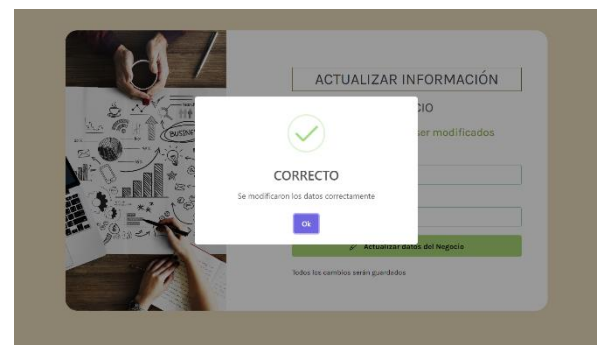 ACTUALIZAR INFORMACIÓN
CIO
ser modificados
BUSINE
CORRECTO
Se modificaron los datos correctamente
Ok
Actualizar datos del Negocio
Todos los cambios serán guardados